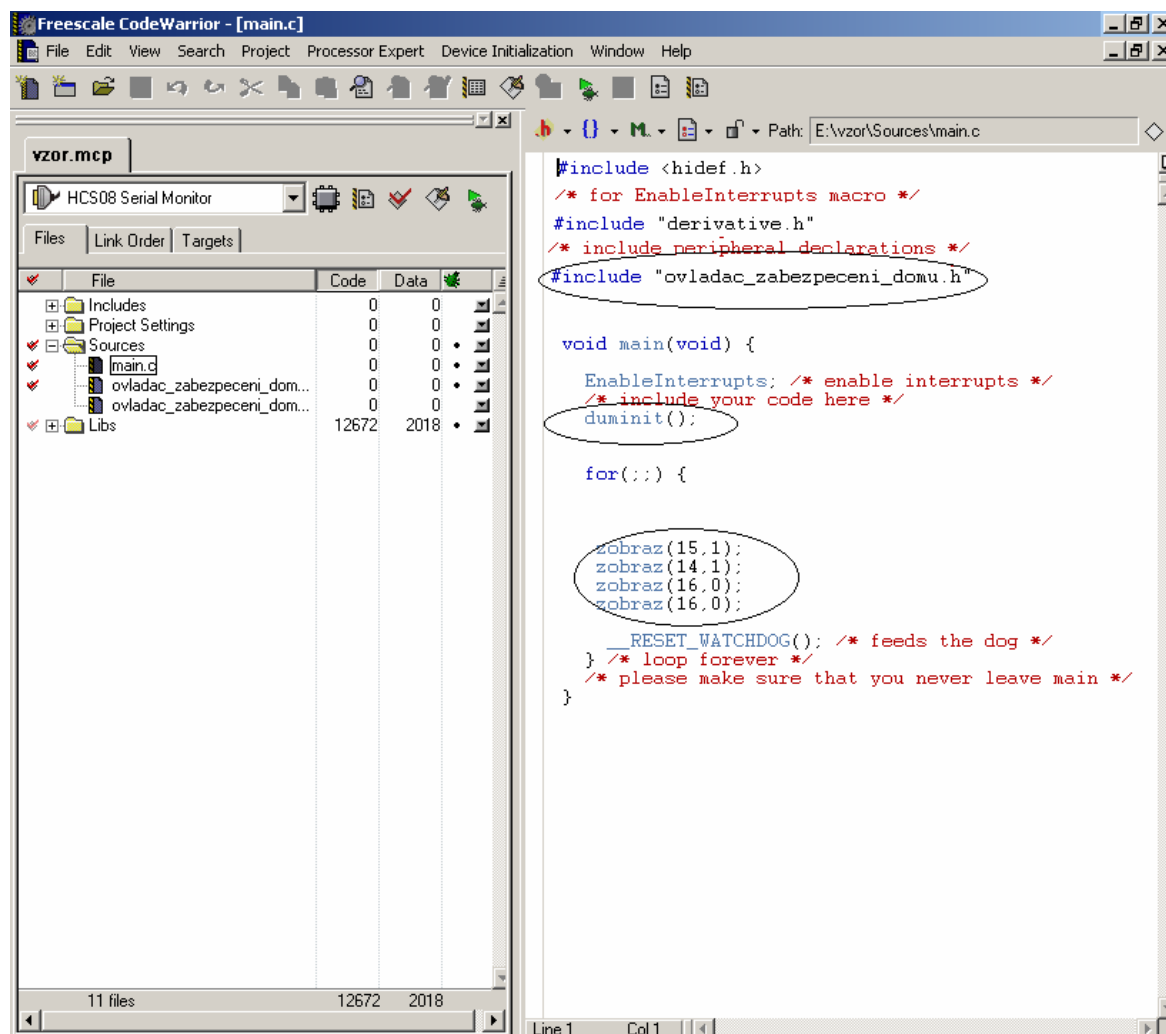 Freescale CodeWarrior - [main.c]
File Edit View Search Project Processor Expert Device Initialization Window Help
vzor.mcp
HCS08 Serial Monitor
Files Link Order Targets
File Code Data
Includes 0 0
Project Settings 0 0
Sources 0 0
main.c 0 0
ovladac_zabezpeceni_dom... 0 0
ovladac_zabezpeceni_dom... 0 0
Libs 12672 2018
11 files 12672 2018
.h {} M. Path: E:\vzor\Sources\main.c
#include <hidef.h>
/* for EnableInterrupts macro */
#include "derivative.h"
/* include peripheral declarations */
#include "ovladac_zabezpeceni_domu.h"
void main(void) {
EnableInterrupts; /* enable interrupts */
/* include your code here */
duminit();
for(;;) {
zobraz(15,1);
zobraz(14,1);
zobraz(16,0);
zobraz(16,0);
__RESET_WATCHDOG(); /* feeds the dog */
} /* loop forever */
/* please make sure that you never leave main */
}
Line 1 Col 1